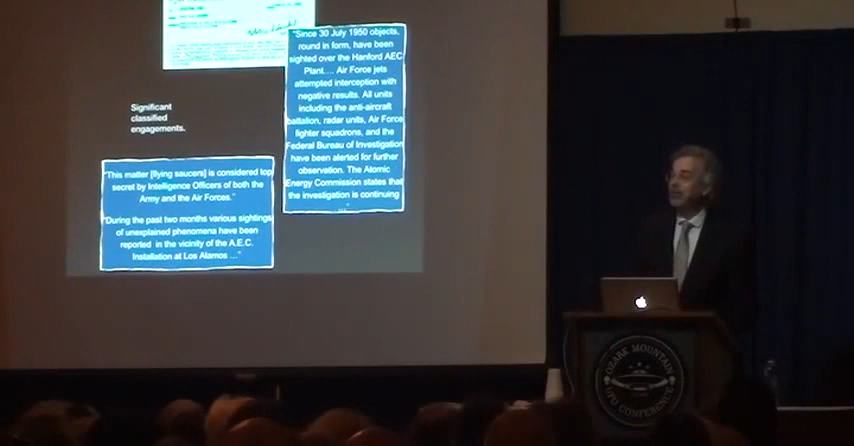 "Since 30 July 1950 objects,
round in form, have been
sighted over the Hanford AEC
Plant.... Air Force jets
attempted interception with
negative results. All units
including the anti-aircraft
battalion, radar units, Air Force
fighter squadrons, and the
Federal Bureau of Investigation
have been alerted for further
observation. The Atomic
Energy Commission states that
the investigation is continuing
..."
Significant
classified
engagements.
"This matter [flying saucers] is considered top
secret by Intelligence Officers of both the
Army and the Air Forces."
"During the past two months various sightings
of unexplained phenomena have been
reported in the vicinity of the A.E.C.
Installation at Los Alamos ..."
OZARK MOUNTAIN
UFO CONFERENCE